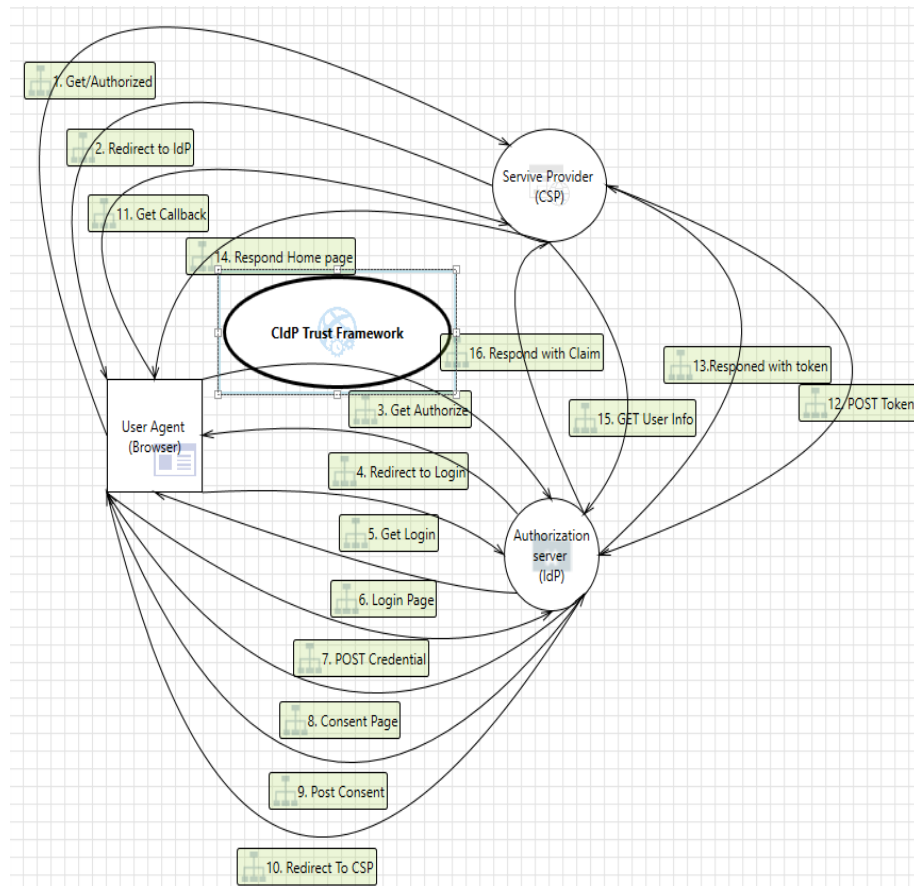 1. Get/Authorized
2. Redirect to IdP
Servive Provider
(CSP)
11. Get Callback
14. Respond Home page
CIdP Trust Framework
16. Respond with Claim
13.Responed with token
12. POST Token
3. Get Authorize
15. GET User Info
User Agent
(Browser)
4. Redirect to Login
5. Get Login
Authorization
server
(IdP)
6. Login Page
7. POST Credential
8. Consent Page
9. Post Consent
10. Redirect To CSP